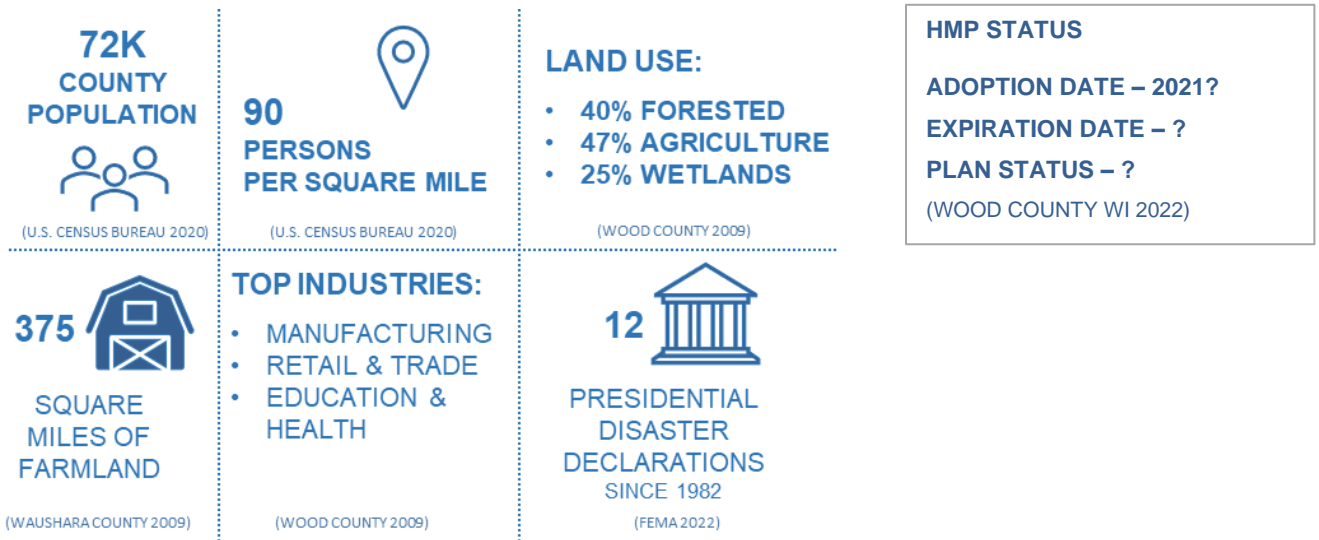 72K
COUNTY
POPULATION
(U.S. CENSUS BUREAU 2020)
90
PERSONS
PER SQUARE MILE
(U.S. CENSUS BUREAU 2020)
LAND USE:
• 40% FORESTED
• 47% AGRICULTURE
• 25% WETLANDS
(WOOD COUNTY 2009)
375
SQUARE
MILES OF
FARMLAND
(WAUSHARA COUNTY 2009)
TOP INDUSTRIES:
• MANUFACTURING
• RETAIL & TRADE
• EDUCATION &
HEALTH
(WOOD COUNTY 2009)
12
PRESIDENTIAL
DISASTER
DECLARATIONS
SINCE 1982
(FEMA 2022)
HMP STATUS
ADOPTION DATE – 2021?
EXPIRATION DATE – ?
PLAN STATUS – ?
(WOOD COUNTY WI 2022)